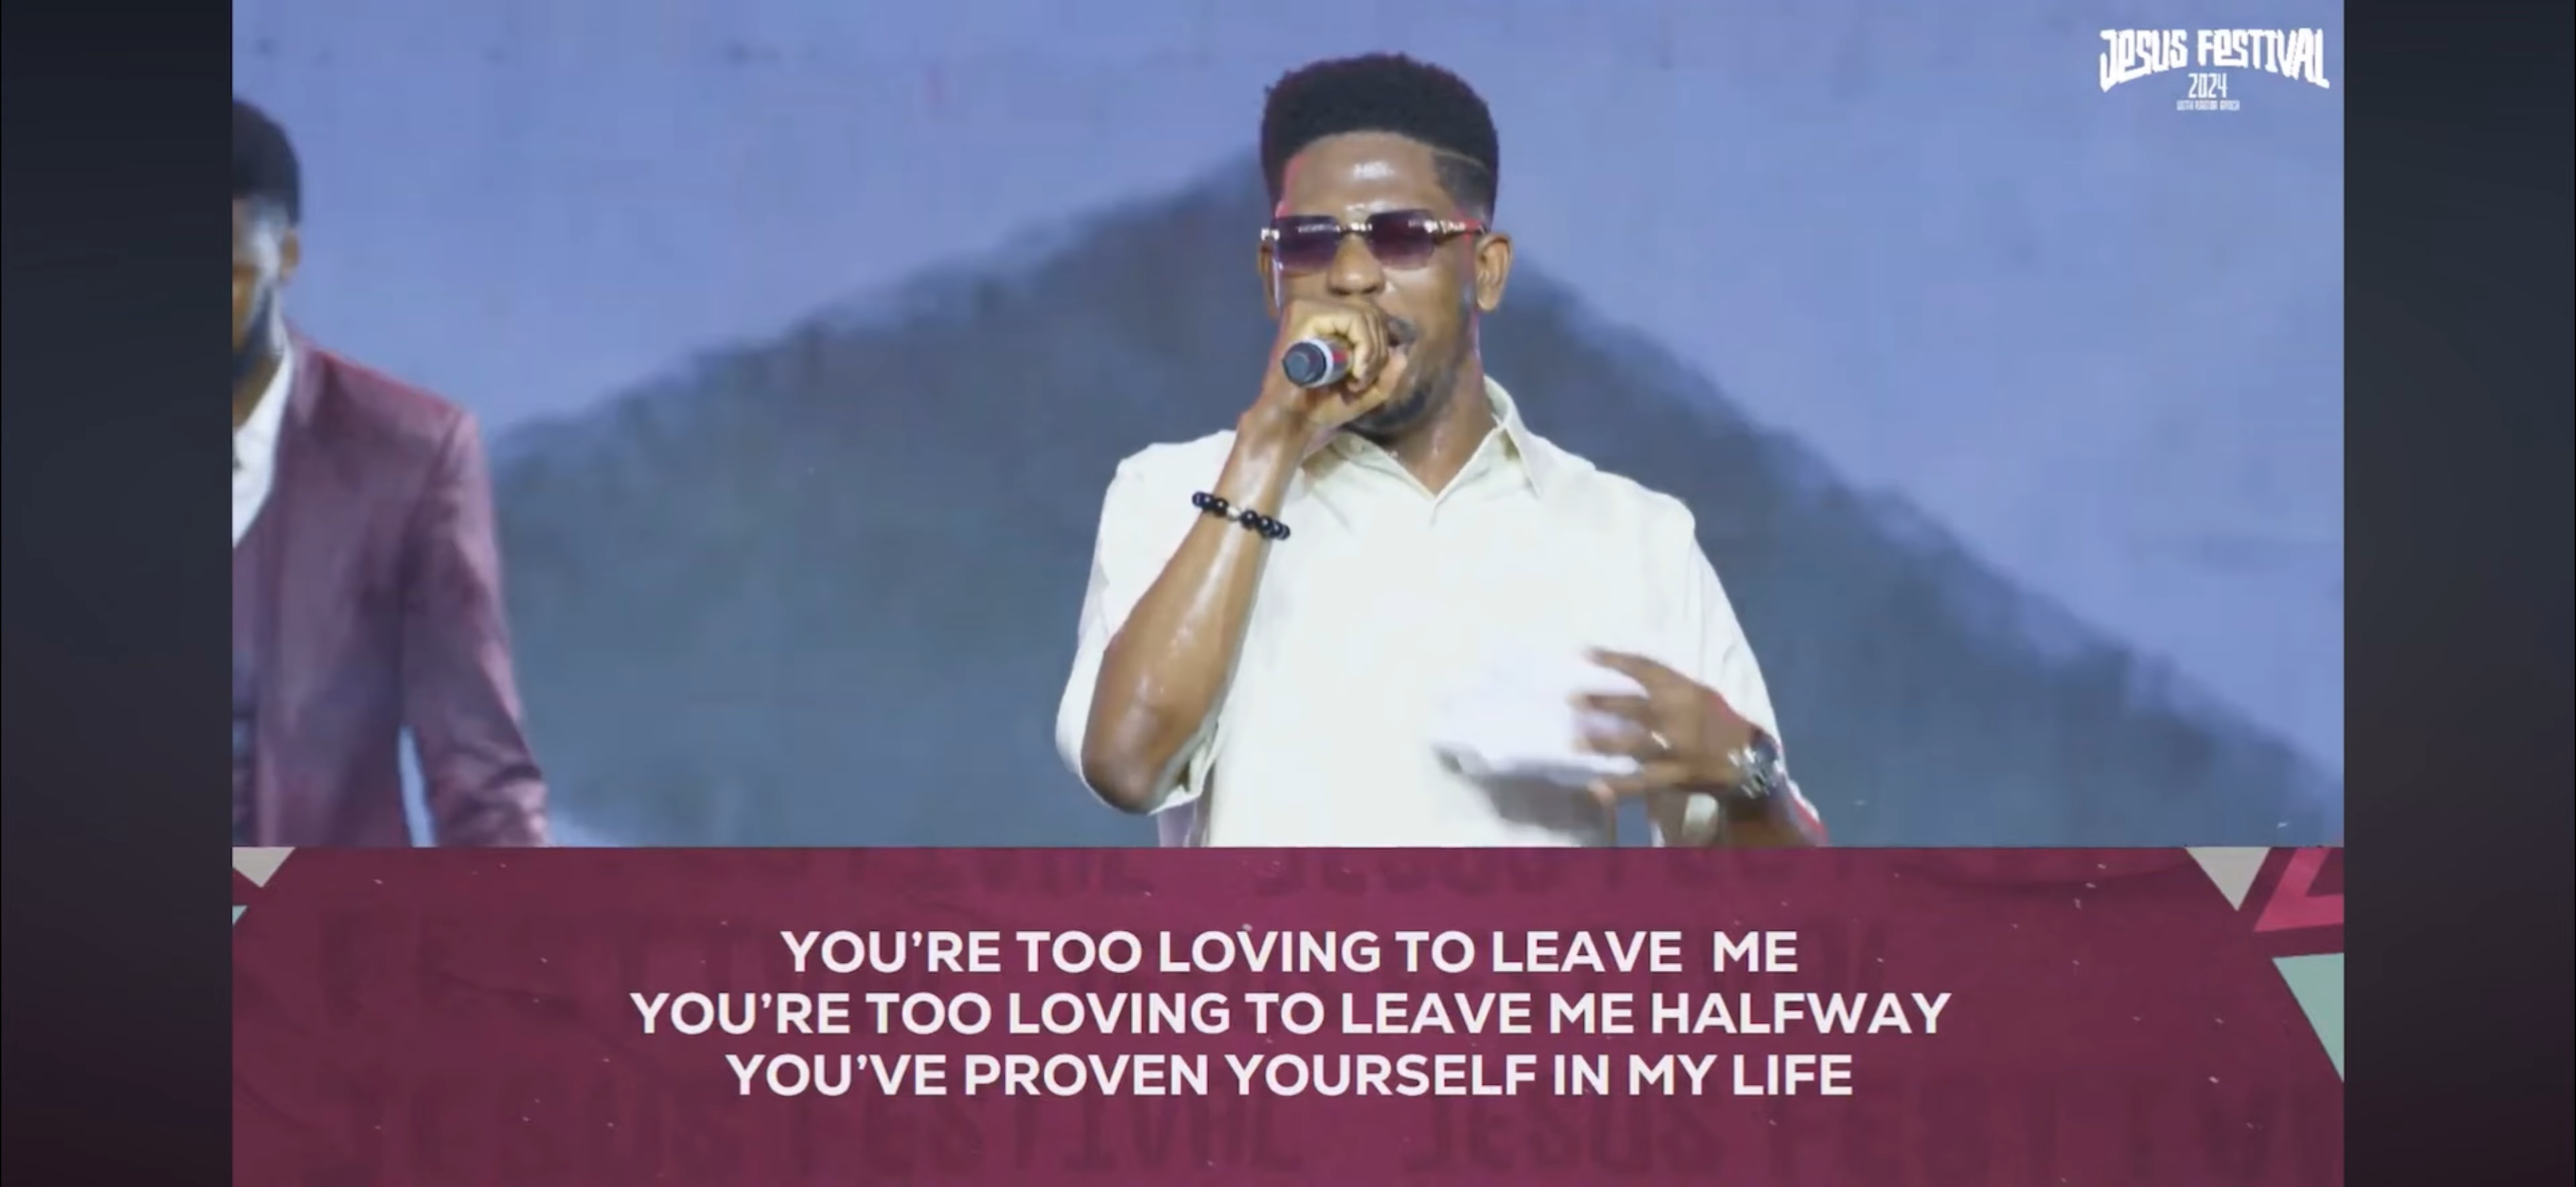 JESUS FESTIVAL
2024
YOU'RE TOO LOVING TO LEAVE ME
YOU'RE TOO LOVING TO LEAVE ME HALFWAY
YOU'VE PROVEN YOURSELF IN MY LIFE